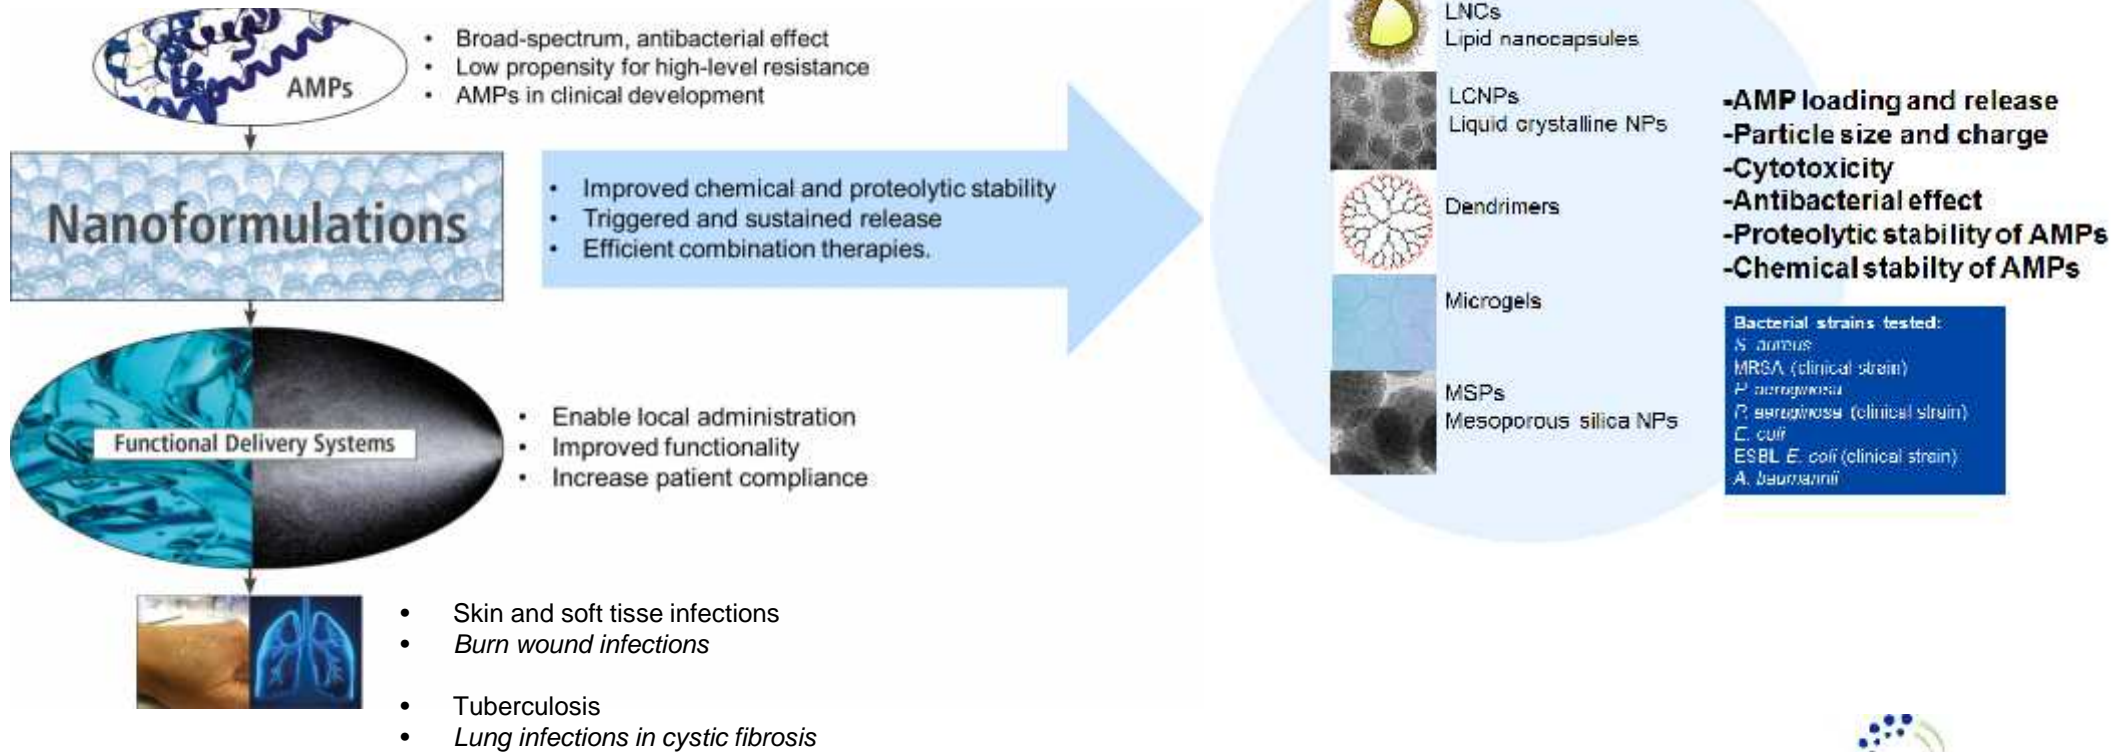 AMPs
• Broad-spectrum, antibacterial effect
• Low propensity for high-level resistance
• AMPs in clinical development
Nanoformulations
• Improved chemical and proteolytic stability
• Triggered and sustained release
• Efficient combination therapies.
Functional Delivery Systems
• Enable local administration
• Improved functionality
• Increase patient compliance
• Skin and soft tisse infections
• Burn wound infections
• Tuberculosis
• Lung infections in cystic fibrosis
LNCs
Lipid nanocapsules
LCNPs
Liquid crystalline NPs
Dendrimers
Microgels
MSPs
Mesoporous silica NPs
-AMP loading and release
-Particle size and charge
-Cytotoxicity
-Antibacterial effect
-Proteolytic stability of AMPs
-Chemical stabilty of AMPs
Bacterial strains tested:
S. aureus
MRSA (clinical strain)
P. aeruginosa
P. aeruginosa (clinical strain)
E. coli
ESBL E. coli (clinical strain)
A. baumannii